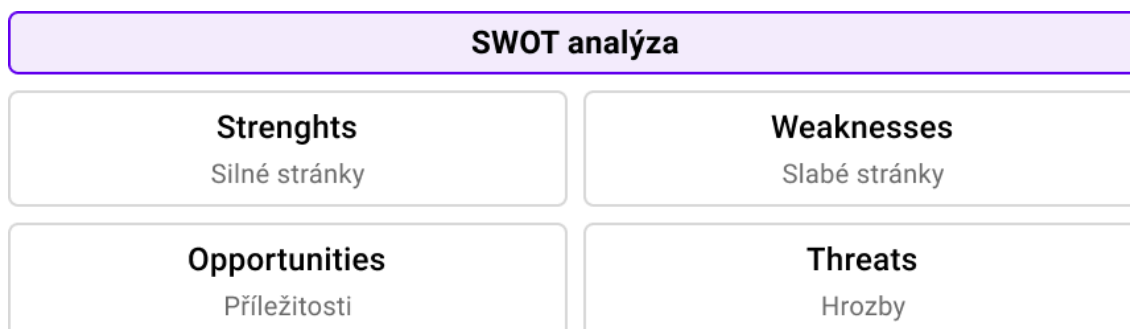 SWOT analýza
Strenghts
Silné stránky
Weaknesses
Slabé stránky
Opportunities
Příležitosti
Threats
Hrozby